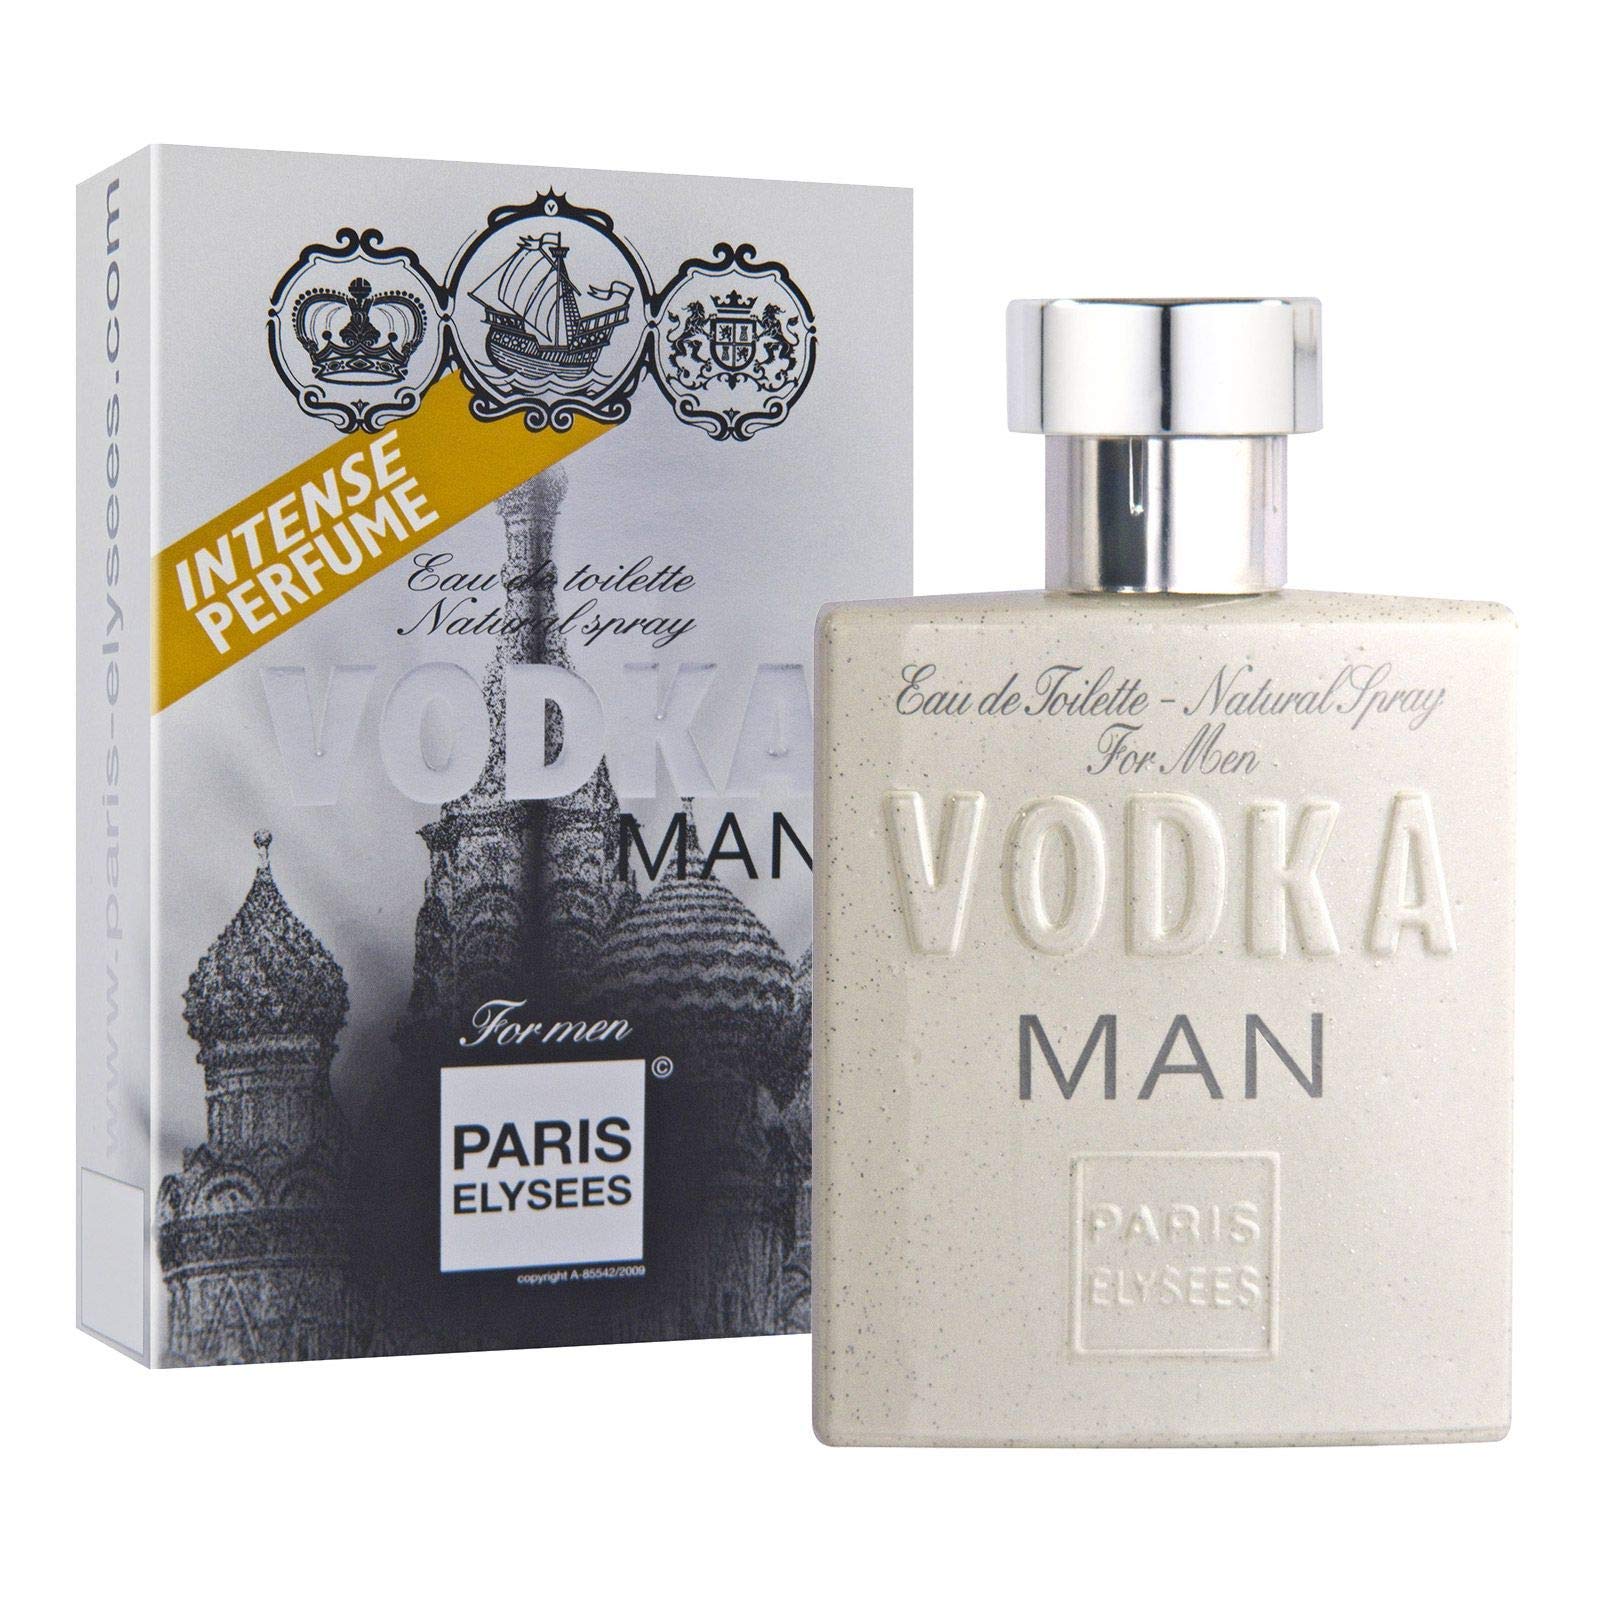 www.paris-elysees.com
INTENSE
PERFUME
Eau de toilette
Natural spray
VODKA
MAN
For men
©
PARIS
ELYSEES
copyright A-85542/2009
Eau de Toilette - Natural Spray
For Men
VODKA
MAN
PARIS
ELYSEES